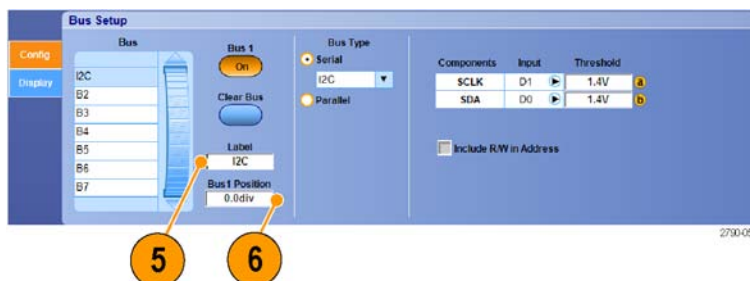 Bus Setup
Config
Display
Bus
I2C
B2
B3
B4
B5
B6
B7
Bus 1
On
Clear Bus
Label
I2C
Bus1 Position
0.0div
Bus Type
Serial
I2C
Parallel
Components Input Threshold
SCLK D1 1.4V a
SDA D0 1.4V b
Include R/W in Address
5
6
2790-05